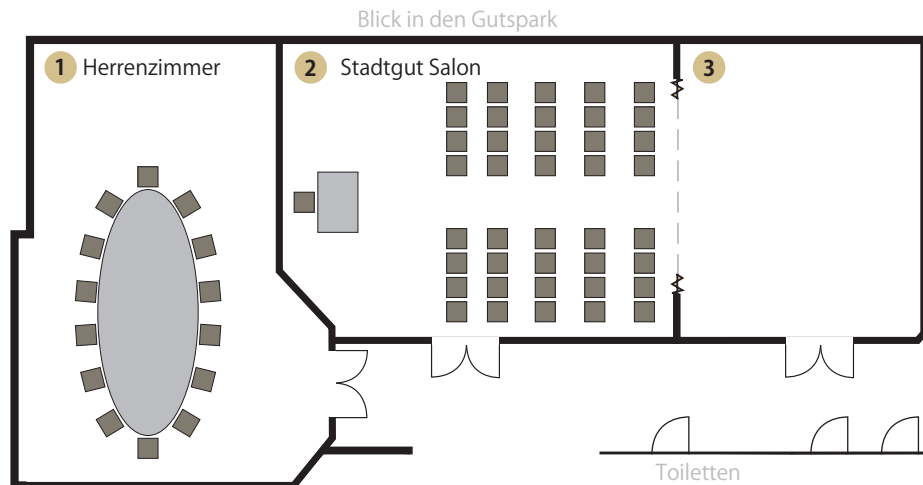 Blick in den Gutspark
1 Herrenzimmer
2 Stadtgut Salon
3
Toiletten